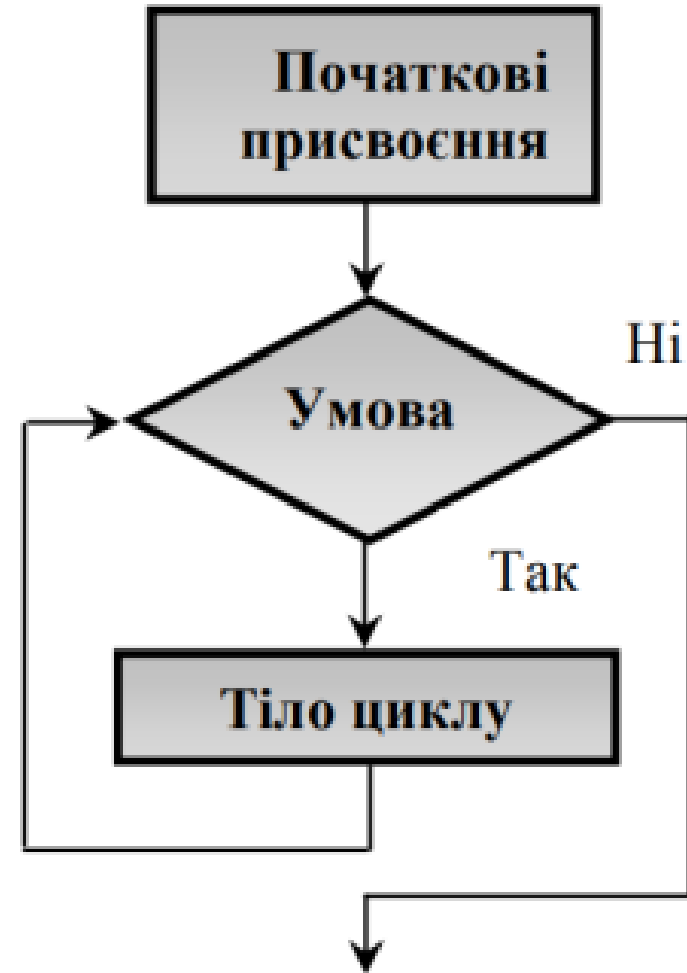 Початкові
присвоєння
Умова
Ні
Так
Тіло циклу